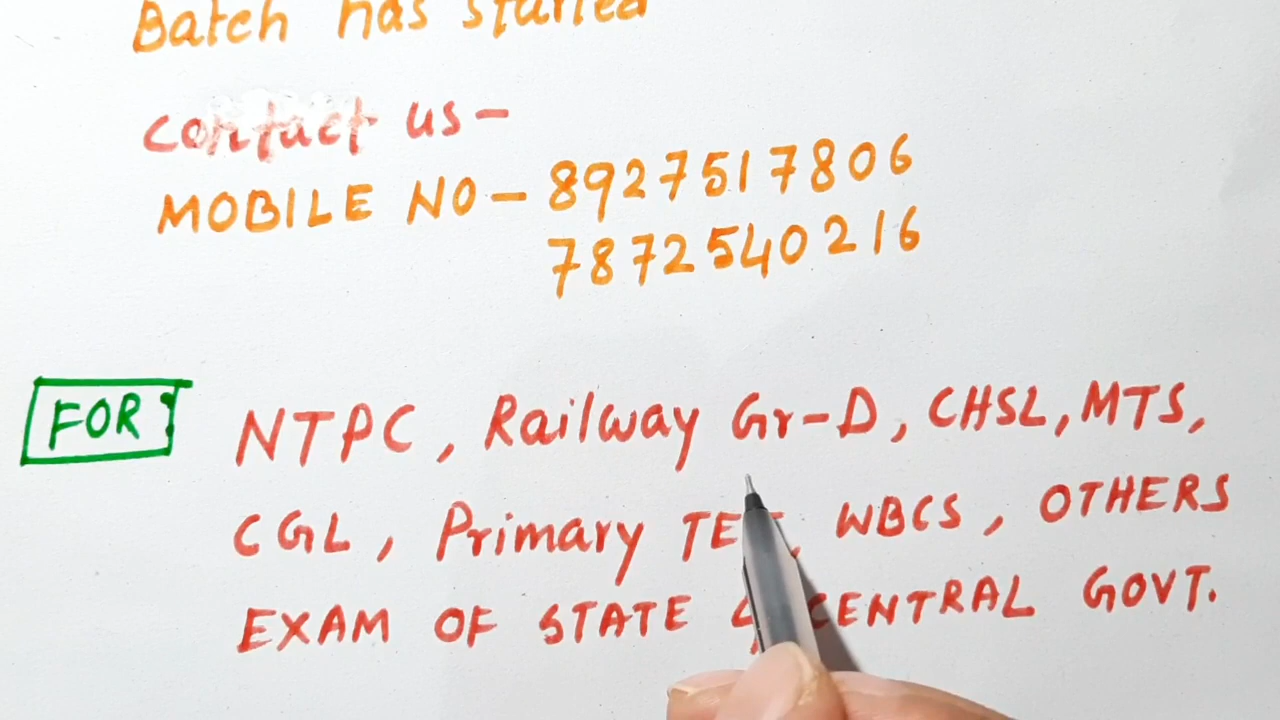 Batch has started
Contact us-
MOBILE NO- 8927517806
7872540216
FOR NTPC, Railway Gr-D, CHSL, MTS,
CGL, Primary TET, WBCS, OTHERS
EXAM OF STATE & CENTRAL GOVT.